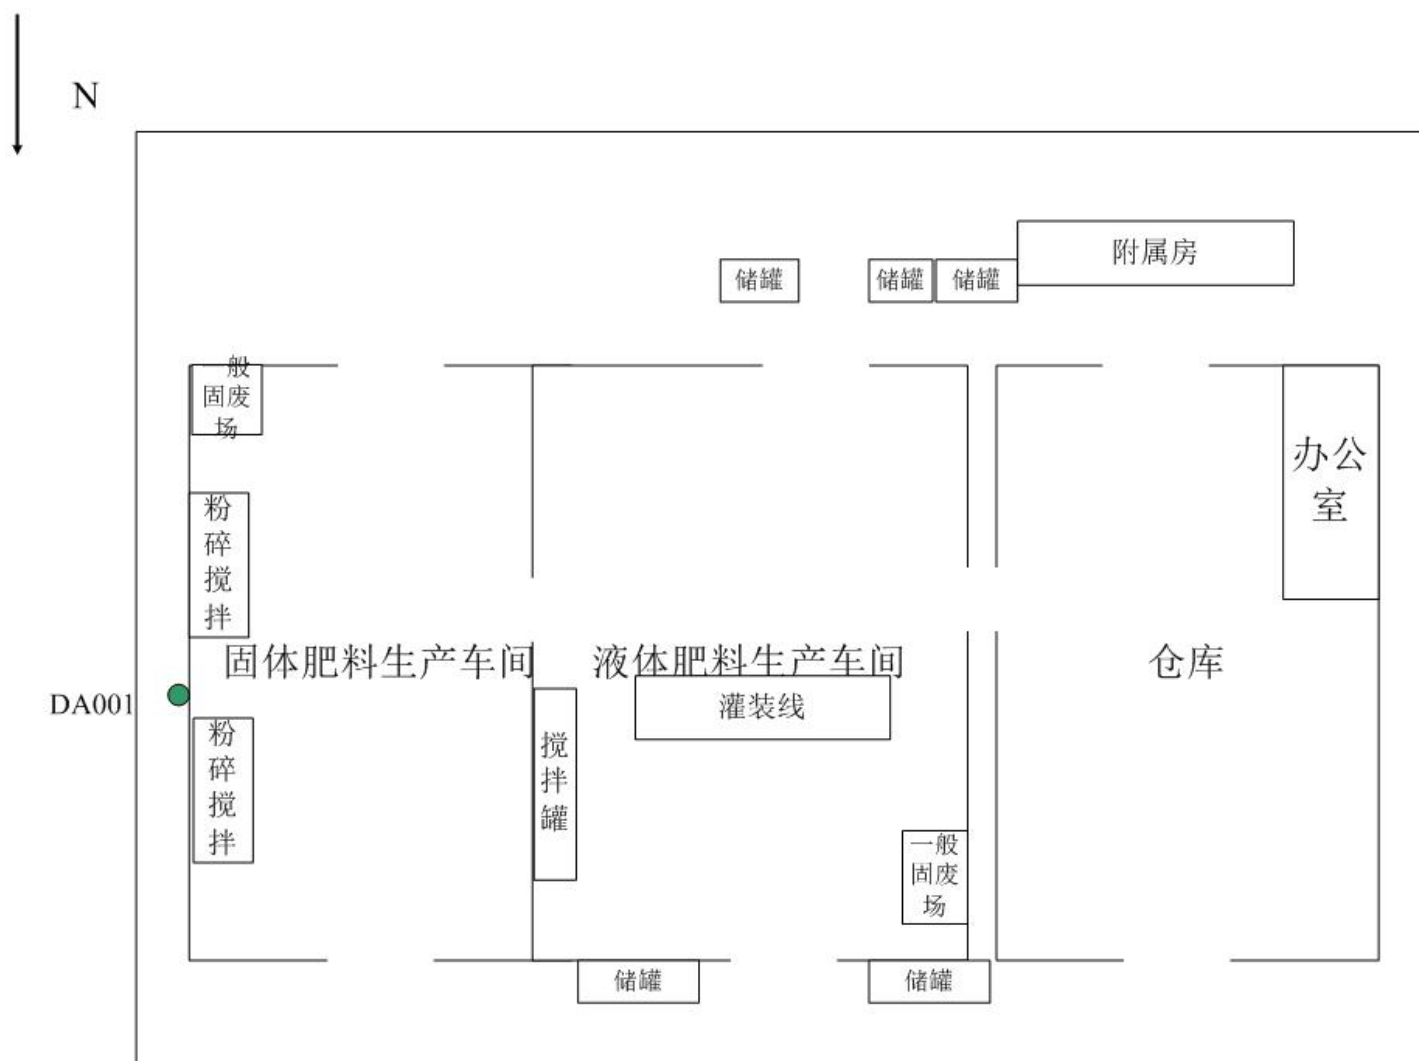 N
附属房
储罐
储罐
储罐
一般
固废
场
办公
室
粉
碎
搅
拌
固体肥料生产车间
液体肥料生产车间
仓库
DA001
灌装线
粉
碎
搅
拌
搅
拌
罐
一般
固废
场
储罐
储罐